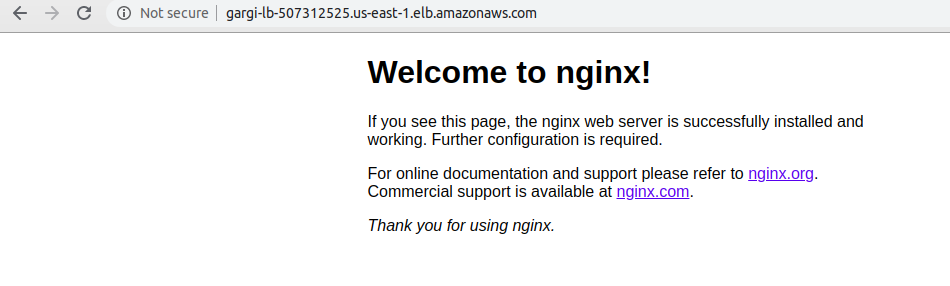 Not secure gargi-lb-507312525.us-east-1.elb.amazonaws.com
Welcome to nginx!
If you see this page, the nginx web server is successfully installed and
working. Further configuration is required.
For online documentation and support please refer to nginx.org.
Commercial support is available at nginx.com.
Thank you for using nginx.